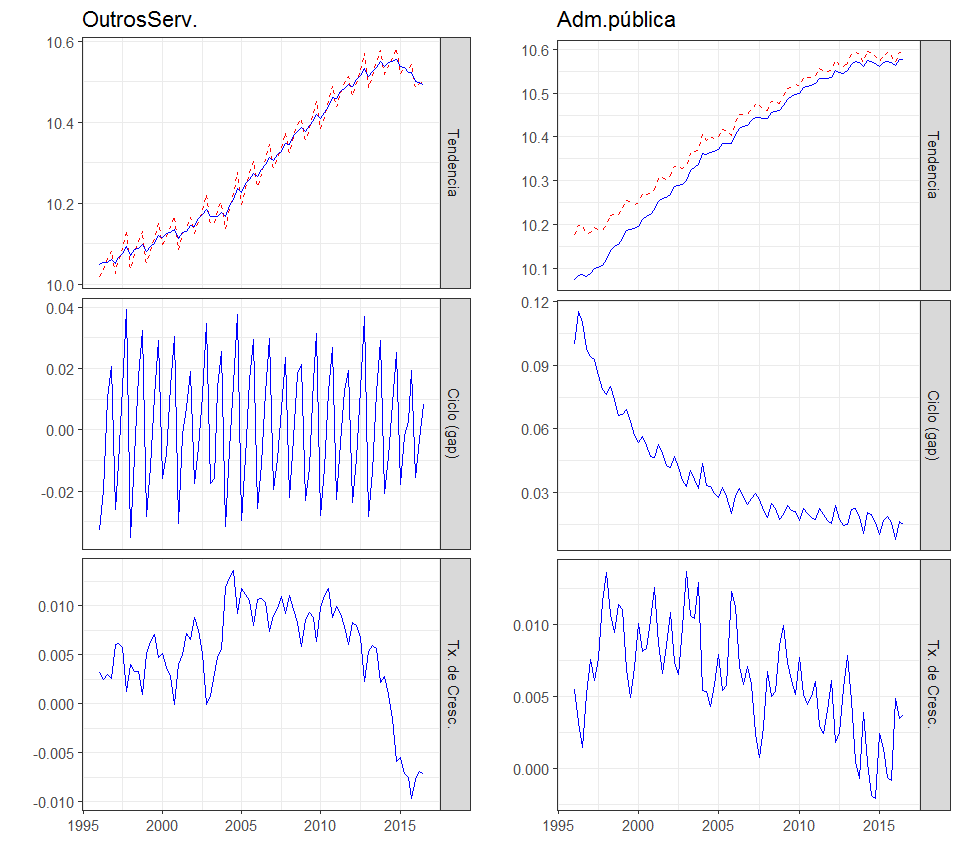 OutrosServ.
10.6
10.4
10.2
10.0
Tendencia
0.04
0.02
0.00
-0.02
Ciclo (gap)
0.010
0.005
0.000
-0.005
-0.010
Tx. de Cresc.
1995 2000 2005 2010 2015
Adm.pública
10.6
10.5
10.4
10.3
10.2
10.1
Tendencia
0.12
0.09
0.06
0.03
Ciclo (gap)
0.010
0.005
0.000
Tx. de Cresc.
1995 2000 2005 2010 2015